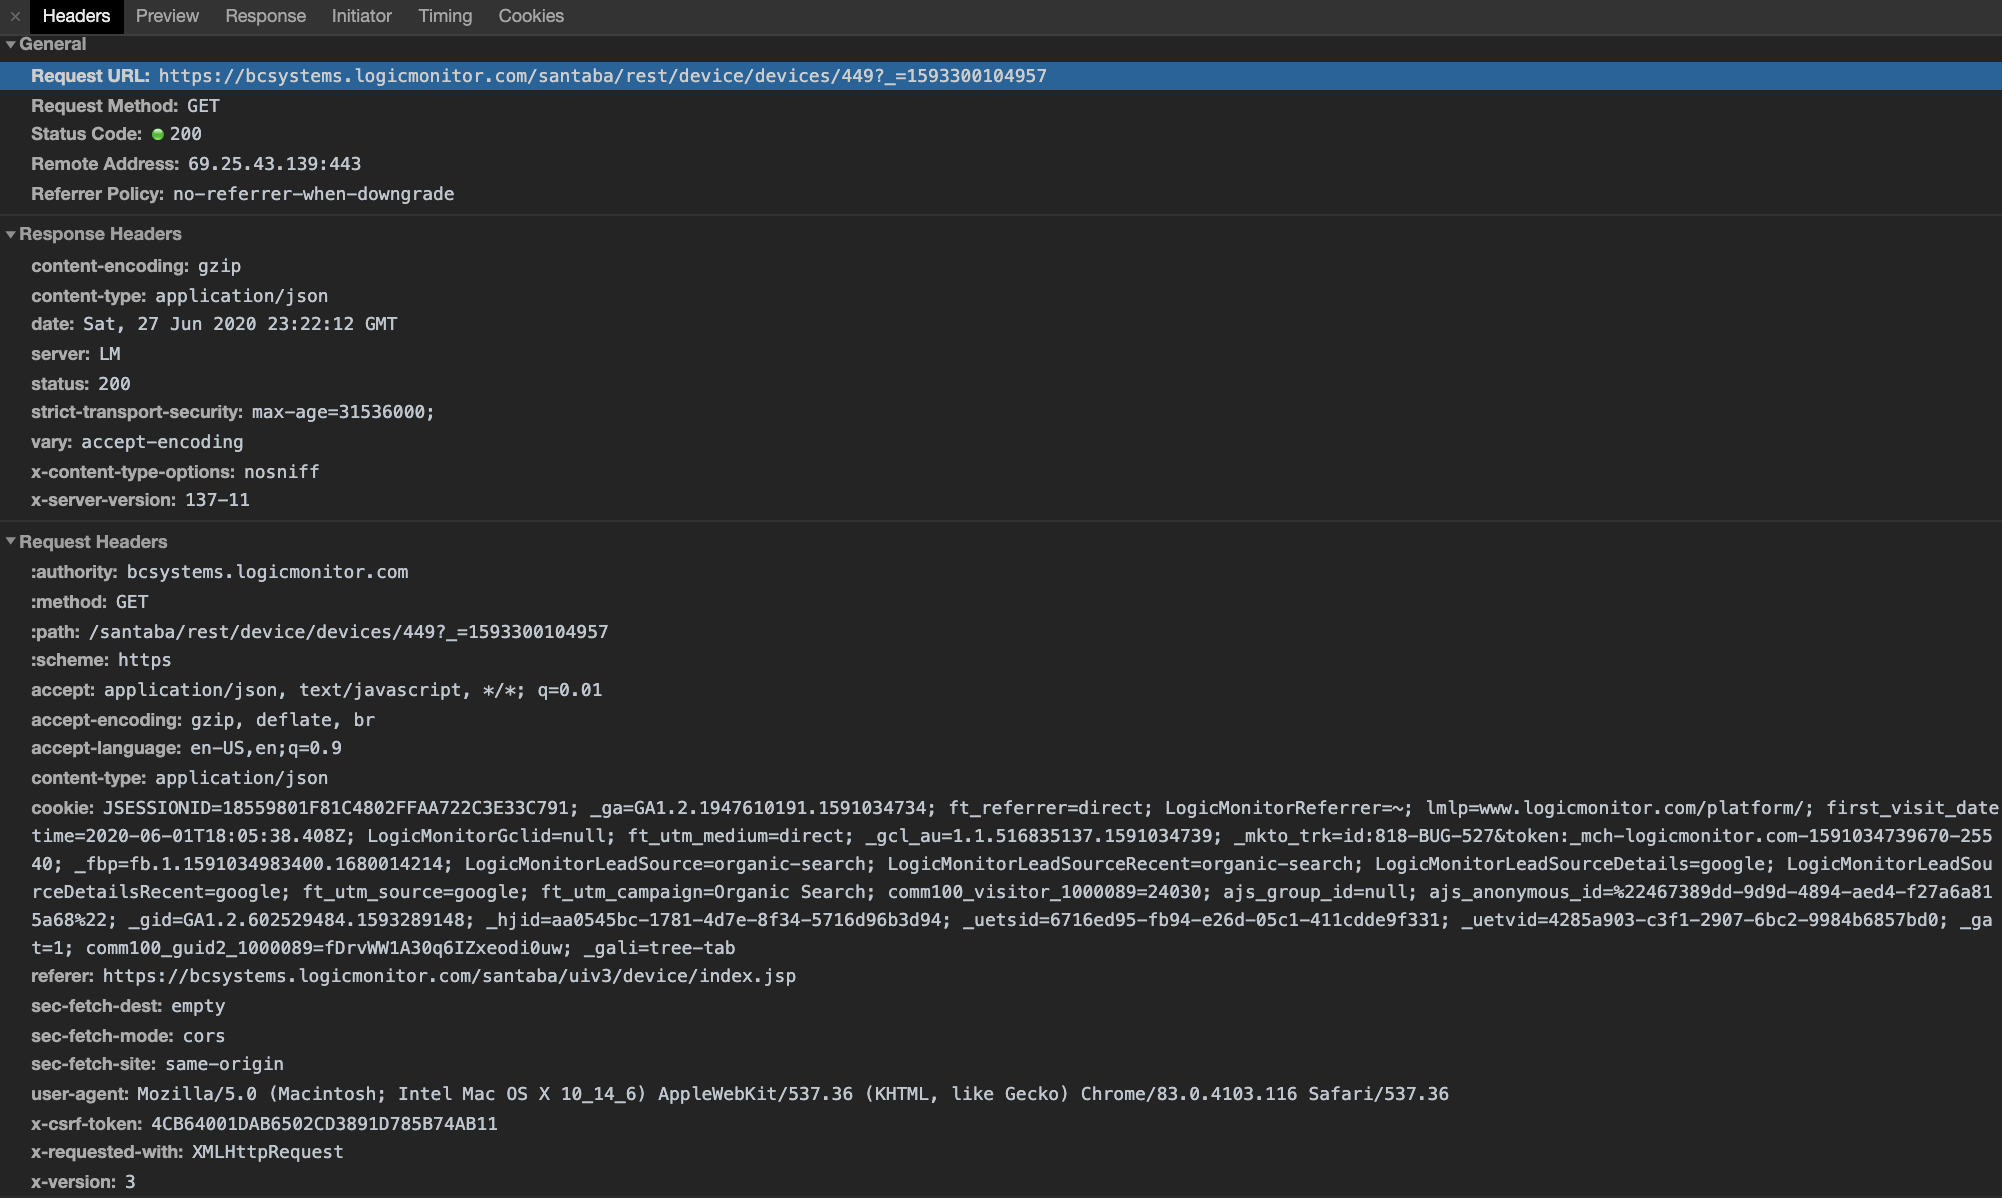 × Headers Preview Response Initiator Timing Cookies
▼General
Request URL: https://bcsystems.logicmonitor.com/santaba/rest/device/devices/449?_=1593300104957
Request Method: GET
Status Code: 200
Remote Address: 69.25.43.139:443
Referrer Policy: no-referrer-when-downgrade
▼Response Headers
content-encoding: gzip
content-type: application/json
date: Sat, 27 Jun 2020 23:22:12 GMT
server: LM
status: 200
strict-transport-security: max-age=31536000;
vary: accept-encoding
x-content-type-options: nosniff
x-server-version: 137-11
▼Request Headers
:authority: bcsystems.logicmonitor.com
:method: GET
:path: /santaba/rest/device/devices/449?_=1593300104957
:scheme: https
accept: application/json, text/javascript, */*; q=0.01
accept-encoding: gzip, deflate, br
accept-language: en-US,en;q=0.9
content-type: application/json
cookie: JSESSIONID=18559801F81C4802FFAA722C3E33C791; _ga=GA1.2.1947610191.1591034734; ft_referrer=direct; LogicMonitorReferrer=~; lmlp=www.logicmonitor.com/platform/; first_visit_date
time=2020-06-01T18:05:38.408Z; LogicMonitorGclid=null; ft_utm_medium=direct; _gcl_au=1.1.516835137.1591034739; _mkto_trk=id:818-BUG-527&token:_mch-logicmonitor.com-1591034739670-255
40; _fbp=fb.1.1591034983400.1680014214; LogicMonitorLeadSource=organic-search; LogicMonitorLeadSourceRecent=organic-search; LogicMonitorLeadSourceDetails=google; LogicMonitorLeadSou
rceDetailsRecent=google; ft_utm_source=google; ft_utm_campaign=Organic Search; comm100_visitor_1000089=24030; ajs_group_id=null; ajs_anonymous_id=%22467389dd-9d9d-4894-aed4-f27a6a81
5a68%22; _gid=GA1.2.602529484.1593289148; _hjid=aa0545bc-1781-4d7e-8f34-5716d96b3d94; _uetsid=6716ed95-fb94-e26d-05c1-411cdde9f331; _uetvid=4285a903-c3f1-2907-6bc2-9984b6857bd0; _ga
t=1; comm100_guid2_1000089=fDrvWW1A30q6IZxeodi0uw; _gali=tree-tab
referer: https://bcsystems.logicmonitor.com/santaba/uiv3/device/index.jsp
sec-fetch-dest: empty
sec-fetch-mode: cors
sec-fetch-site: same-origin
user-agent: Mozilla/5.0 (Macintosh; Intel Mac OS X 10_14_6) AppleWebKit/537.36 (KHTML, like Gecko) Chrome/83.0.4103.116 Safari/537.36
x-csrf-token: 4CB64001DAB6502CD3891D785B74AB11
x-requested-with: XMLHttpRequest
x-version: 3